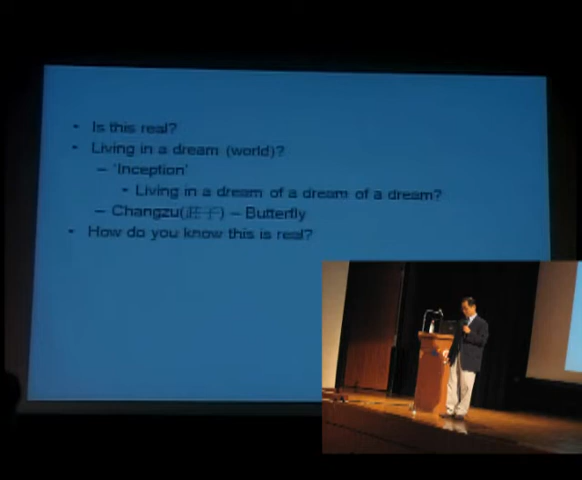 • Is this real?
• Living in a dream (world)?
– 'Inception'
• Living in a dream of a dream of a dream?
– Changzu(莊子) – Butterfly
• How do you know this is real?